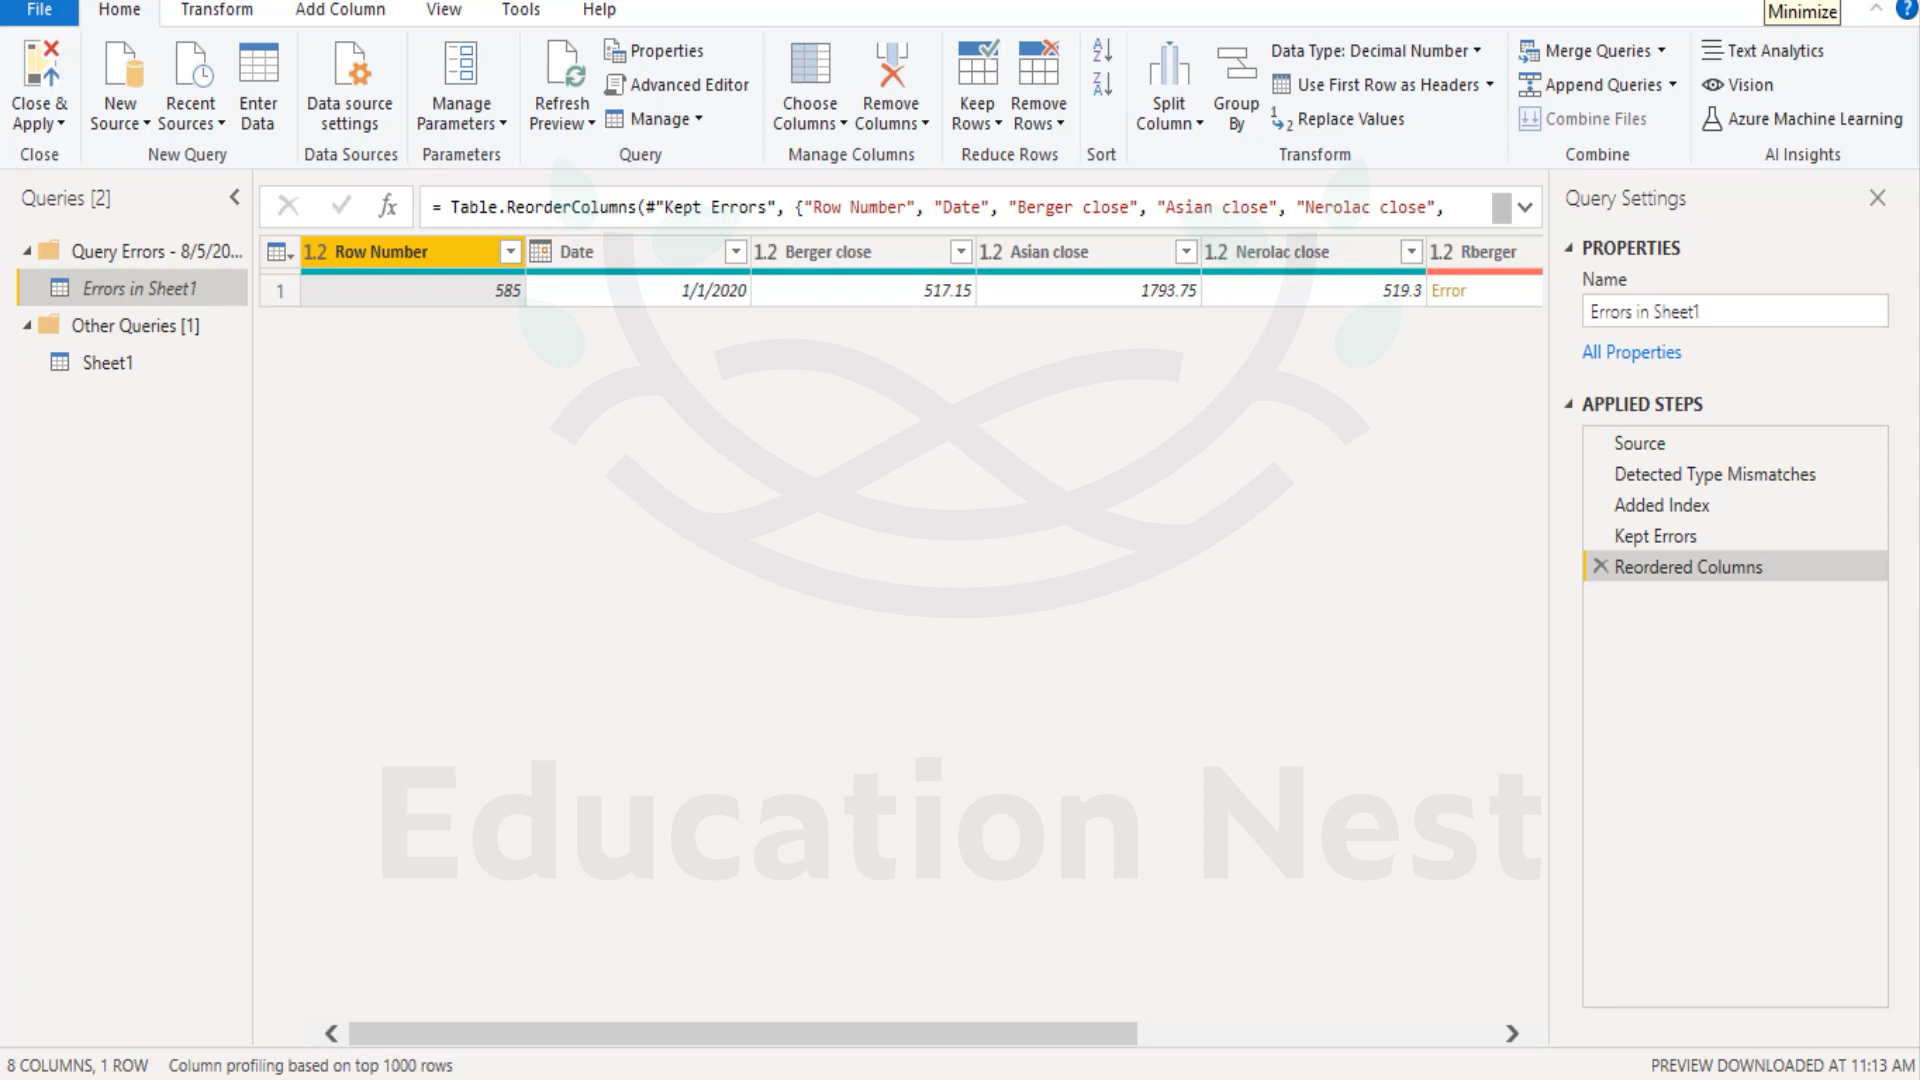 File Home Transform Add Column View Tools Help Minimize ?
Close & Apply
New Source
Recent Sources
Enter Data
Data source settings
Manage Parameters
Refresh Preview
Properties
Advanced Editor
Manage
Choose Columns
Remove Columns
Keep Rows
Remove Rows
Split Column
Group By
Data Type: Decimal Number
Use First Row as Headers
Replace Values
Merge Queries
Append Queries
Combine Files
Text Analytics
Vision
Azure Machine Learning
Close New Query Data Sources Parameters Query Manage Columns Reduce Rows Sort Transform Combine AI Insights
Queries [2]
Query Errors - 8/5/20...
Errors in Sheet1
Other Queries [1]
Sheet1
fx = Table.ReorderColumns(#"Kept Errors", {"Row Number", "Date", "Berger close", "Asian close", "Nerolac close",
1.2 Row Number Date 1.2 Berger close 1.2 Asian close 1.2 Nerolac close 1.2 Rberger
1 585 1/1/2020 517.15 1793.75 519.3 Error
Education Nest
Query Settings
PROPERTIES
Name
Errors in Sheet1
All Properties
APPLIED STEPS
Source
Detected Type Mismatches
Added Index
Kept Errors
Reordered Columns
8 COLUMNS, 1 ROW Column profiling based on top 1000 rows PREVIEW DOWNLOADED AT 11:13 AM